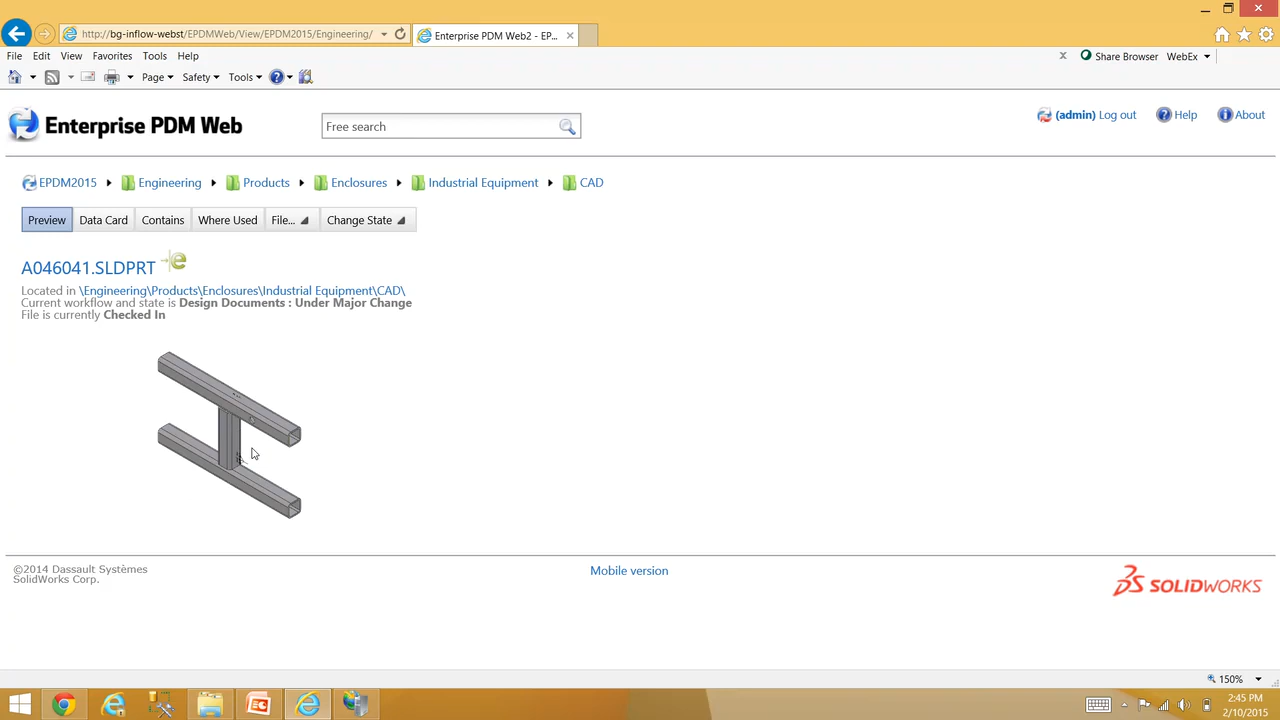 http://bg-inflow-webst/EPDMWeb/View/EPDM2015/Engineering/
Enterprise PDM Web2 - EP...
File Edit View Favorites Tools Help
x Share Browser WebEx
Page Safety Tools
Enterprise PDM Web
Free search
(admin) Log out Help About
EPDM2015 Engineering Products Enclosures Industrial Equipment CAD
Preview Data Card Contains Where Used File... Change State
A046041.SLDPRT
Located in \Engineering\Products\Enclosures\Industrial Equipment\CAD\
Current workflow and state is Design Documents : Under Major Change
File is currently Checked In
©2014 Dassault Systèmes
SolidWorks Corp.
Mobile version
SOLIDWORKS
150%
2:45 PM
2/10/2015